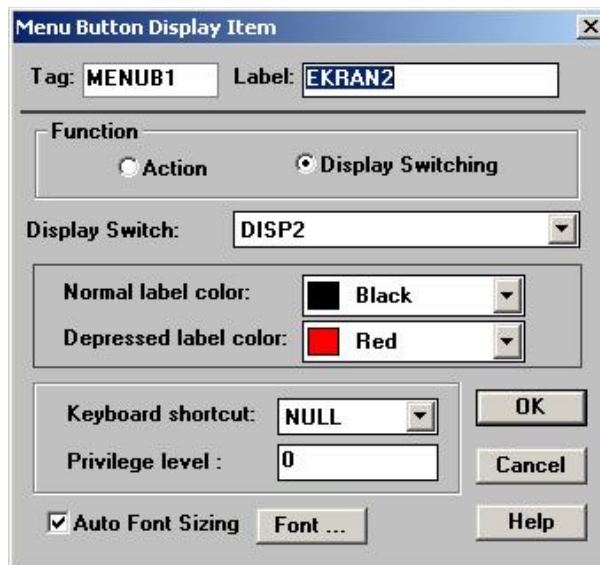 Menu Button Display Item
Tag: MENUB1 Label: EKRAN2
Function
Action Display Switching
Display Switch: DISP2
Normal label color: Black
Depressed label color: Red
Keyboard shortcut: NULL
OK
Privilege level : 0
Cancel
Auto Font Sizing Font ... Help